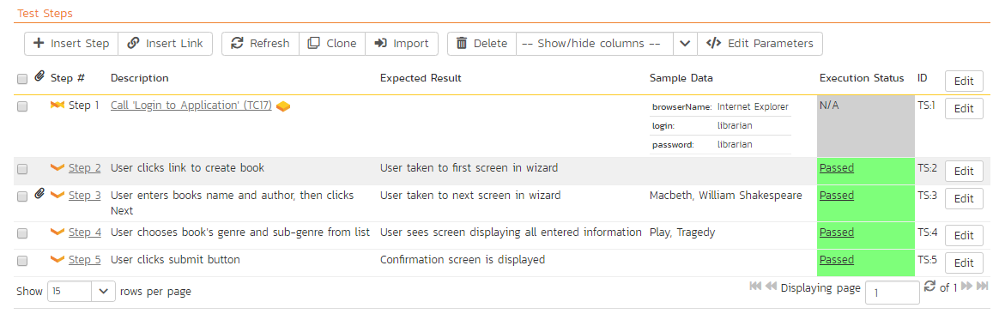 Test Steps
Insert Step Insert Link Refresh Clone Import Delete -- Show/hide columns -- Edit Parameters
Step # Description Expected Result Sample Data Execution Status ID Edit
Step 1 Call 'Login to Application' (TC17) browserName: Internet Explorer N/A TS:1 Edit
login: librarian
password: librarian
Step 2 User clicks link to create book User taken to first screen in wizard Passed TS:2 Edit
Step 3 User enters books name and author, then clicks User taken to next screen in wizard Macbeth, William Shakespeare Passed TS:3 Edit
Next
Step 4 User chooses book's genre and sub-genre from list User sees screen displaying all entered information Play, Tragedy Passed TS:4 Edit
Step 5 User clicks submit button Confirmation screen is displayed Passed TS:5 Edit
Show 15 rows per page Displaying page 1 of 1